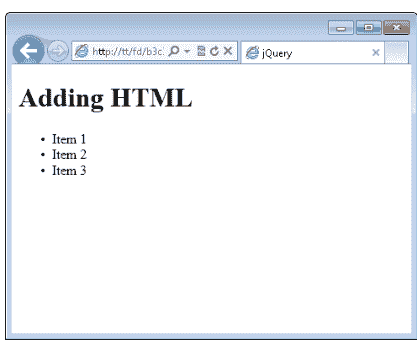 http://tt/fd/b3c.
jQuery
Adding HTML
• Item 1
• Item 2
• Item 3